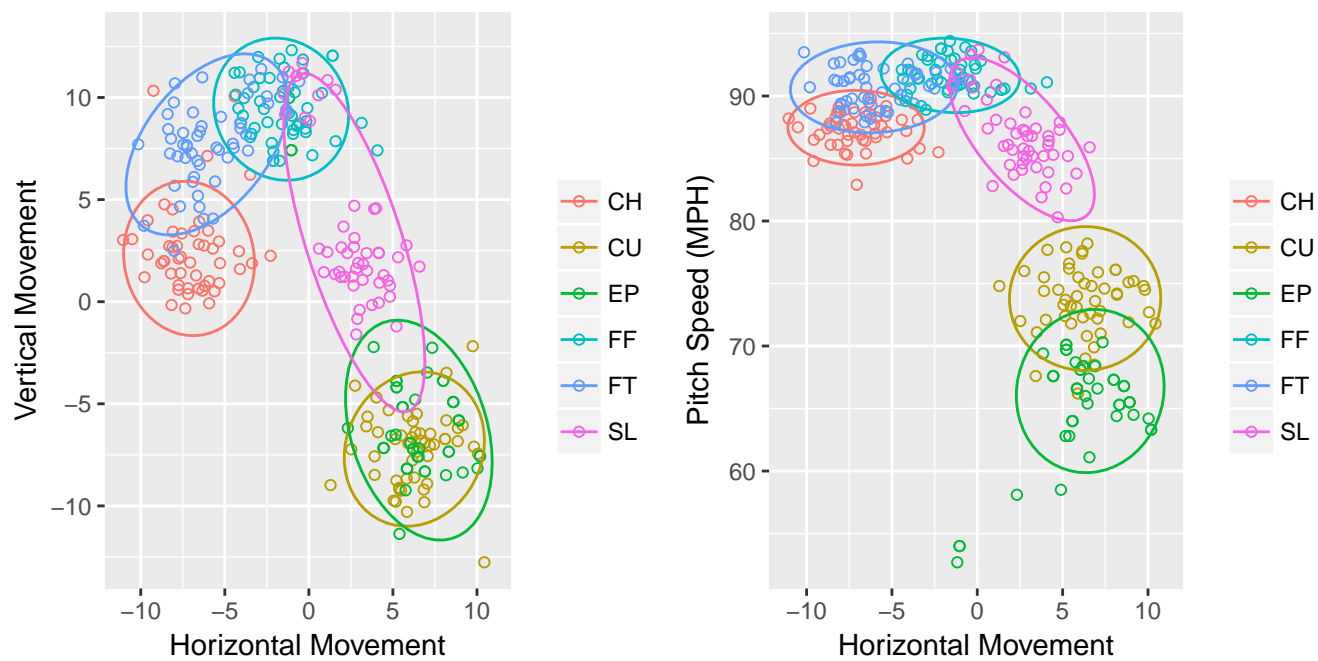 Vertical Movement
10
5
0
−5
−10
−10 −5 0 5 10
Horizontal Movement
CH
CU
EP
FF
FT
SL
Pitch Speed (MPH)
90
80
70
60
−10 −5 0 5 10
Horizontal Movement
CH
CU
EP
FF
FT
SL